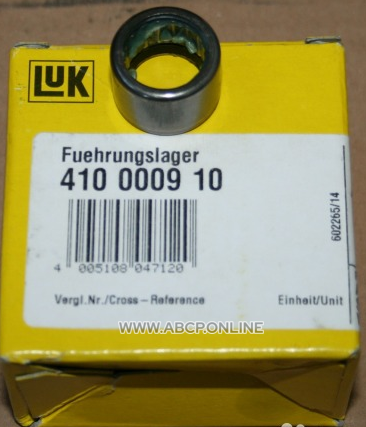 LUK
Fuehrungslager
410 0009 10
4 005108 047120
602265/14
Vergl.Nr./Cross - Reference
Einheit/Unit
WWW.ABCP.ONLINE